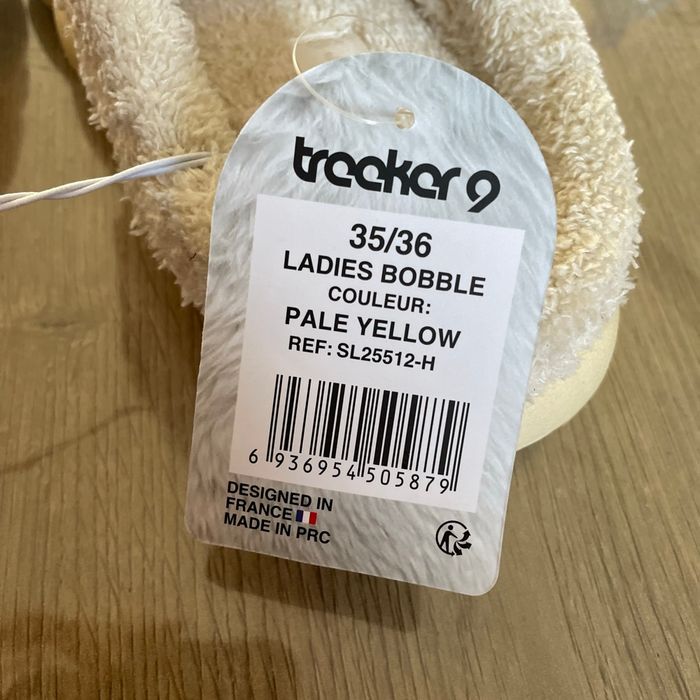 treeker 9
35/36
LADIES BOBBLE
COULEUR:
PALE YELLOW
REF: SL25512-H
6 936954 505879
DESIGNED IN
FRANCE
MADE IN PRC